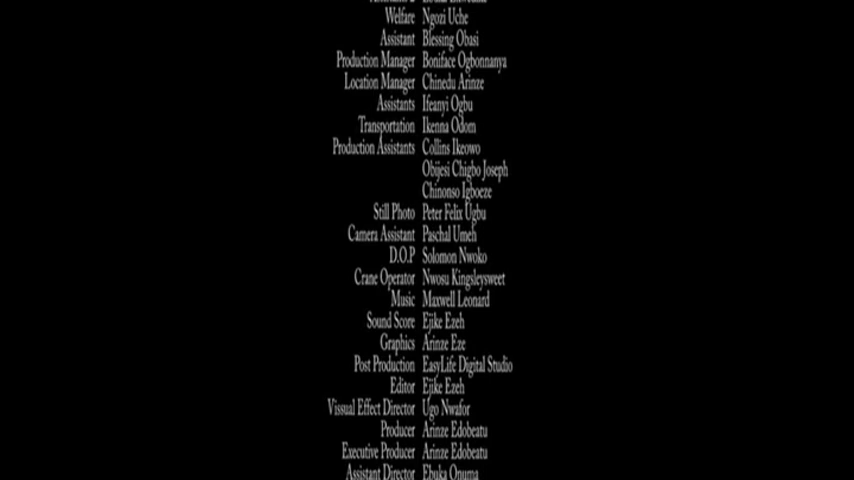 Welfare Ngozi Uche
Assistant Blessing Obasi
Production Manager Boniface Ogbonnanya
Location Manager Chinedu Arinze
Assistants Ifeanyi Ogbu
Transportation Ikenna Odom
Production Assistants Collins Ikeowo
Obijesi Chigbo Joseph
Chinonso Igboeze
Still Photo Peter Felix Ugbu
Camera Assistant Paschal Umeh
D.O.P Solomon Nwoko
Crane Operator Nwosu Kingsleysweet
Music Maxwell Leonard
Sound Score Ejike Ezeh
Graphics Arinze Eze
Post Production EasyLife Digital Studio
Editor Ejike Ezeh
Vissual Effect Director Ugo Nwafor
Producer Arinze Edobeatu
Executive Producer Arinze Edobeatu
Assistant Director Ebuka Onuma